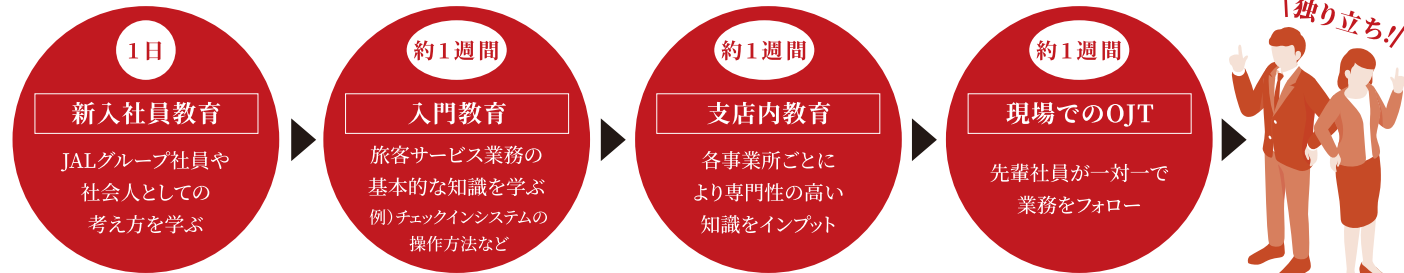 1日
新入社員教育
JALグループ社員や
社会人としての
考え方を学ぶ
約1週間
入門教育
旅客サービス業務の
基本的な知識を学ぶ
例)チェックインシステムの
操作方法など
約1週間
支店内教育
各事業所ごとに
より専門性の高い
知識をインプット
約1週間
現場でのOJT
先輩社員が一対一で
業務をフォロー
独り立ち!